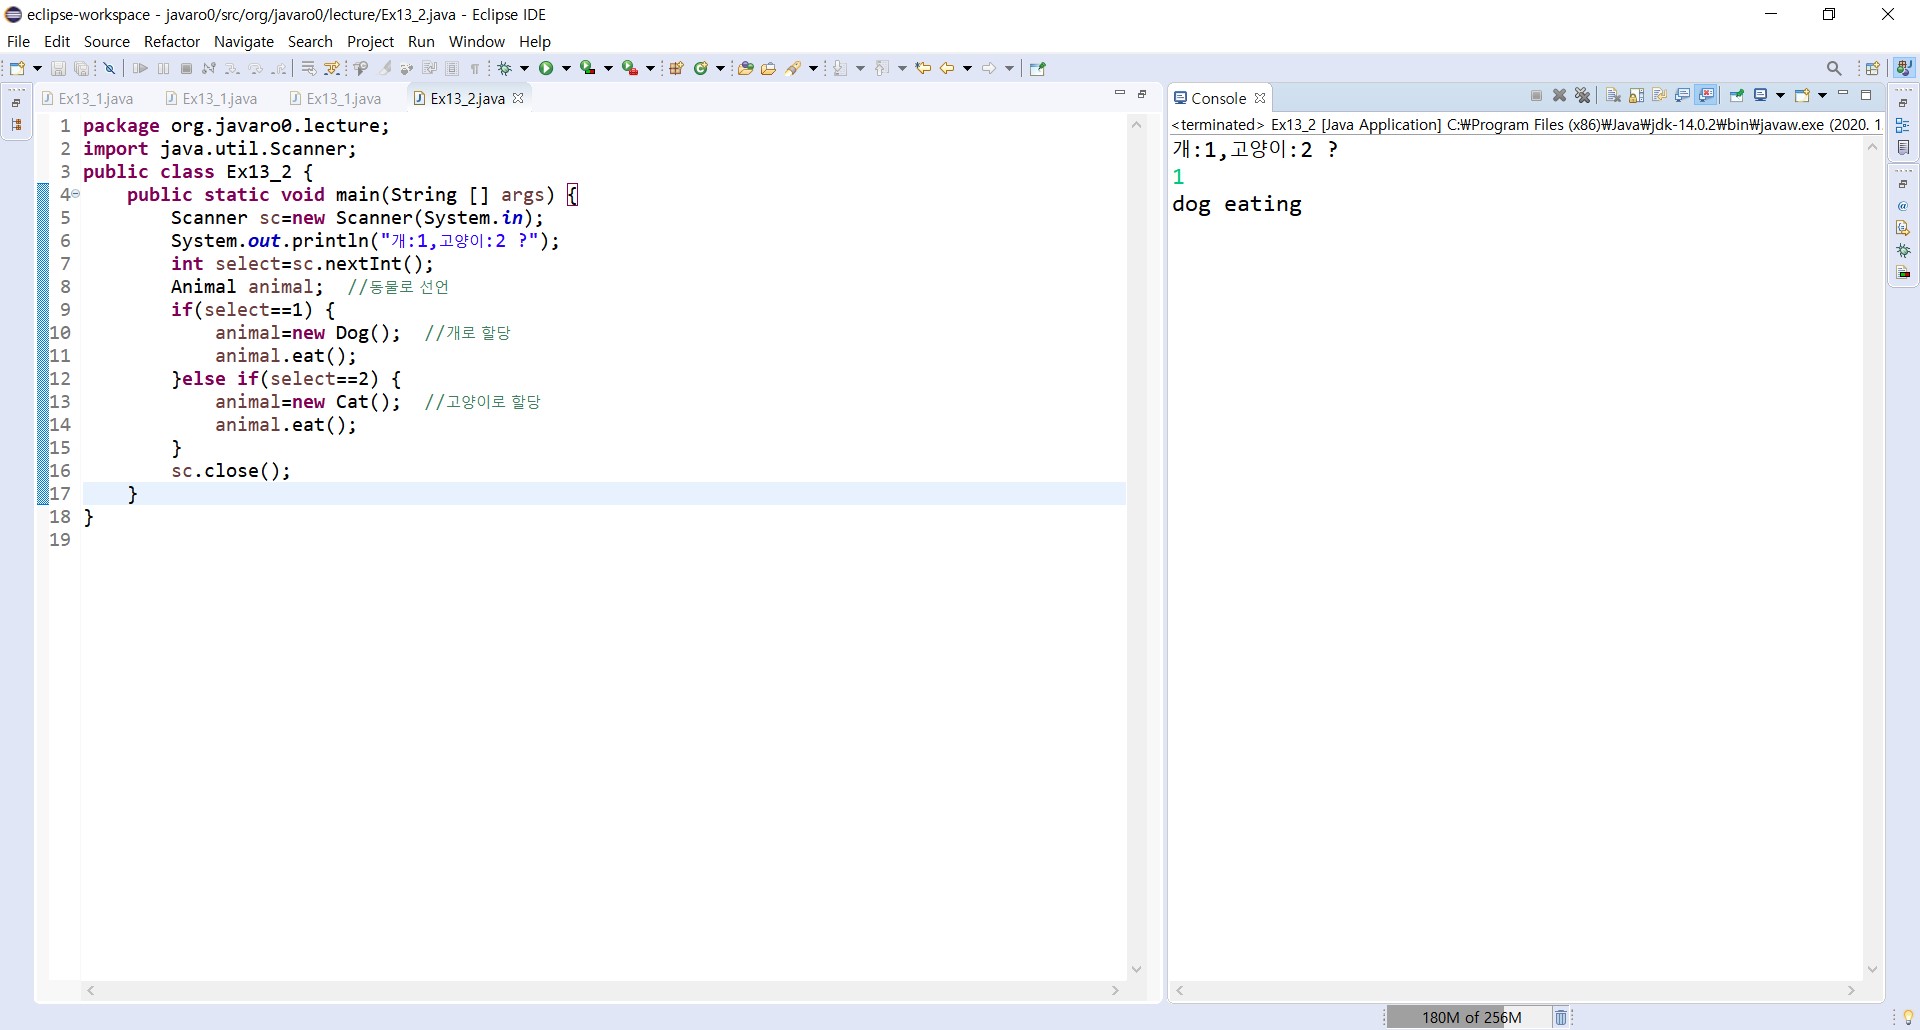 eclipse-workspace - javaro0/src/org/javaro0/lecture/Ex13_2.java - Eclipse IDE
File Edit Source Refactor Navigate Search Project Run Window Help
Ex13_1.java Ex13_1.java Ex13_1.java Ex13_2.java
1 package org.javaro0.lecture;
2 import java.util.Scanner;
3 public class Ex13_2 {
4 public static void main(String [] args) {
5 Scanner sc=new Scanner(System.in);
6 System.out.println("개:1,고양이:2 ?");
7 int select=sc.nextInt();
8 Animal animal; //동물로 선언
9 if(select==1) {
10 animal=new Dog(); //개로 할당
11 animal.eat();
12 }else if(select==2) {
13 animal=new Cat(); //고양이로 할당
14 animal.eat();
15 }
16 sc.close();
17 }
18 }
19
Console
<terminated> Ex13_2 [Java Application] C:₩Program Files (x86)₩Java₩jdk-14.0.2₩bin₩javaw.exe (2020. 1
개:1,고양이:2 ?
1
dog eating
180M of 256M